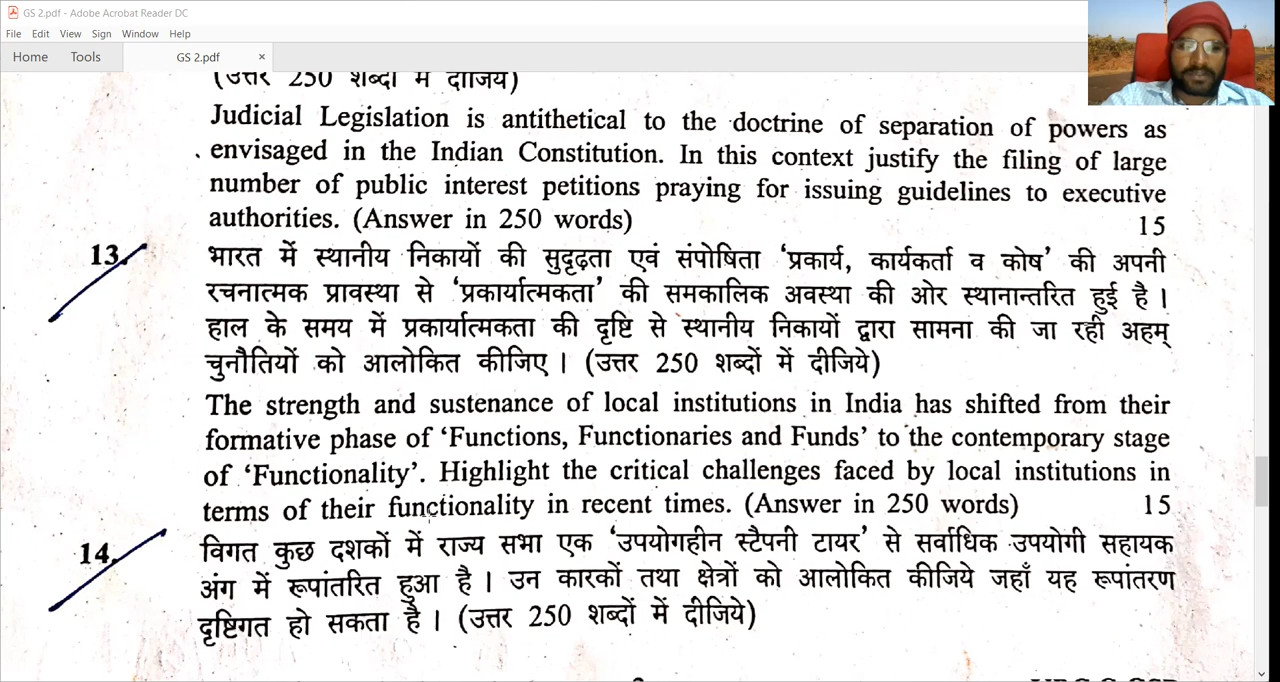 GS 2.pdf - Adobe Acrobat Reader DC
File Edit View Sign Window Help
Home Tools GS 2.pdf ×
(उत्तर 250 शब्दों में दीजिये)
Judicial Legislation is antithetical to the doctrine of separation of powers as
envisaged in the Indian Constitution. In this context justify the filing of large
number of public interest petitions praying for issuing guidelines to executive
authorities. (Answer in 250 words) 15
13. भारत में स्थानीय निकायों की सुदृढ़ता एवं संपोषिता ‘प्रकार्य, कार्यकर्ता व कोष’ की अपनी
रचनात्मक प्रावस्था से ‘प्रकार्यात्मकता’ की समकालिक अवस्था की ओर स्थानान्तरित हुई है ।
हाल के समय में प्रकार्यात्मकता की दृष्टि से स्थानीय निकायों द्वारा सामना की जा रही अहम्
चुनौतियों को आलोकित कीजिए । (उत्तर 250 शब्दों में दीजिये)
The strength and sustenance of local institutions in India has shifted from their
formative phase of ‘Functions, Functionaries and Funds’ to the contemporary stage
of ‘Functionality’. Highlight the critical challenges faced by local institutions in
terms of their functionality in recent times. (Answer in 250 words) 15
14. विगत कुछ दशकों में राज्य सभा एक ‘उपयोगहीन स्टैपनी टायर’ से सर्वाधिक उपयोगी सहायक
अंग में रूपांतरित हुआ है । उन कारकों तथा क्षेत्रों को आलोकित कीजिये जहाँ यह रूपांतरण
दृष्टिगत हो सकता है । (उत्तर 250 शब्दों में दीजिये)